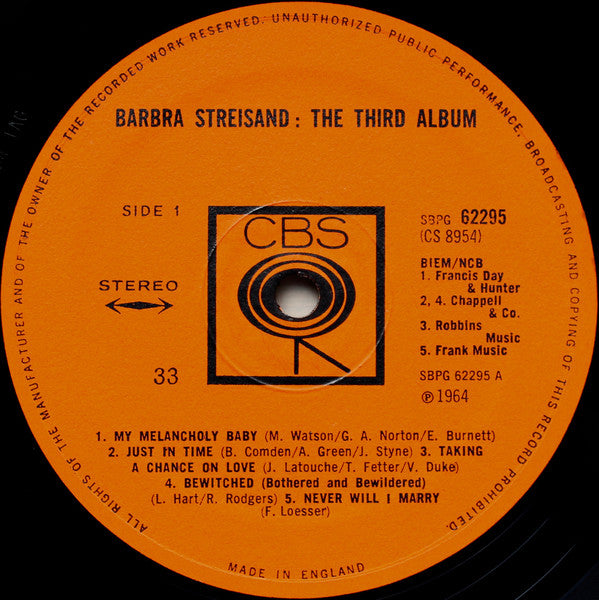 ALL RIGHTS OF THE MANUFACTURER AND OF THE OWNER OF THE RECORDED WORK RESERVED. UNAUTHORIZED PUBLIC PERFORMANCE, BROADCASTING AND COPYING OF THIS RECORD PROHIBITED.
BARBRA STREISAND : THE THIRD ALBUM
SIDE 1
CBS
SBPG 62295
(CS 8954)
STEREO
BIEM/NCB
1. Francis Day
& Hunter
2, 4. Chappell
& Co.
3. Robbins
Music
5. Frank Music
33
SBPG 62295 A
℗ 1964
1. MY MELANCHOLY BABY (M. Watson/G. A. Norton/E. Burnett)
2. JUST IN TIME (B. Comden/A. Green/J. Styne) 3. TAKING
A CHANCE ON LOVE (J. Latouche/T. Fetter/V. Duke)
4. BEWITCHED (Bothered and Bewildered)
(L. Hart/R. Rodgers) 5. NEVER WILL I MARRY
(F. Loesser)
MADE IN ENGLAND